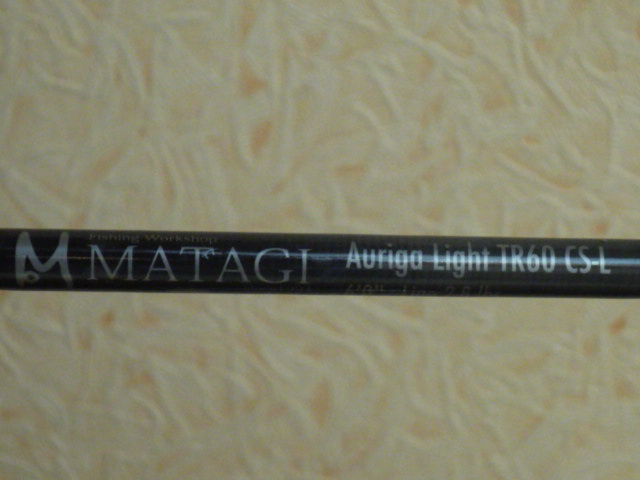 Fishing Workshop
M MATAGI
Auriga Light TR60 CS-L